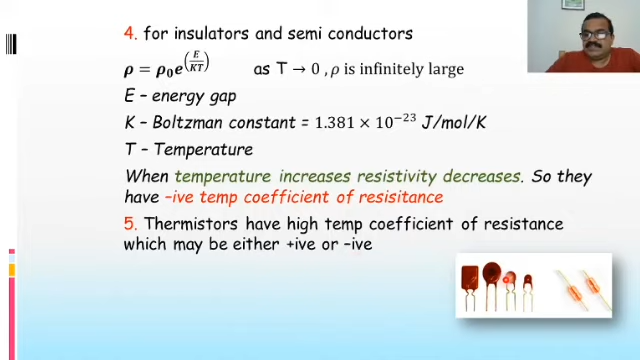 4. for insulators and semi conductors
ρ = ρ₀e^(E/KT) as T → 0 , ρ is infinitely large
E – energy gap
K – Boltzman constant = 1.381 × 10⁻²³ J/mol/K
T – Temperature
When temperature increases resistivity decreases. So they
have –ive temp coefficient of resisitance
5. Thermistors have high temp coefficient of resistance
which may be either +ive or –ive